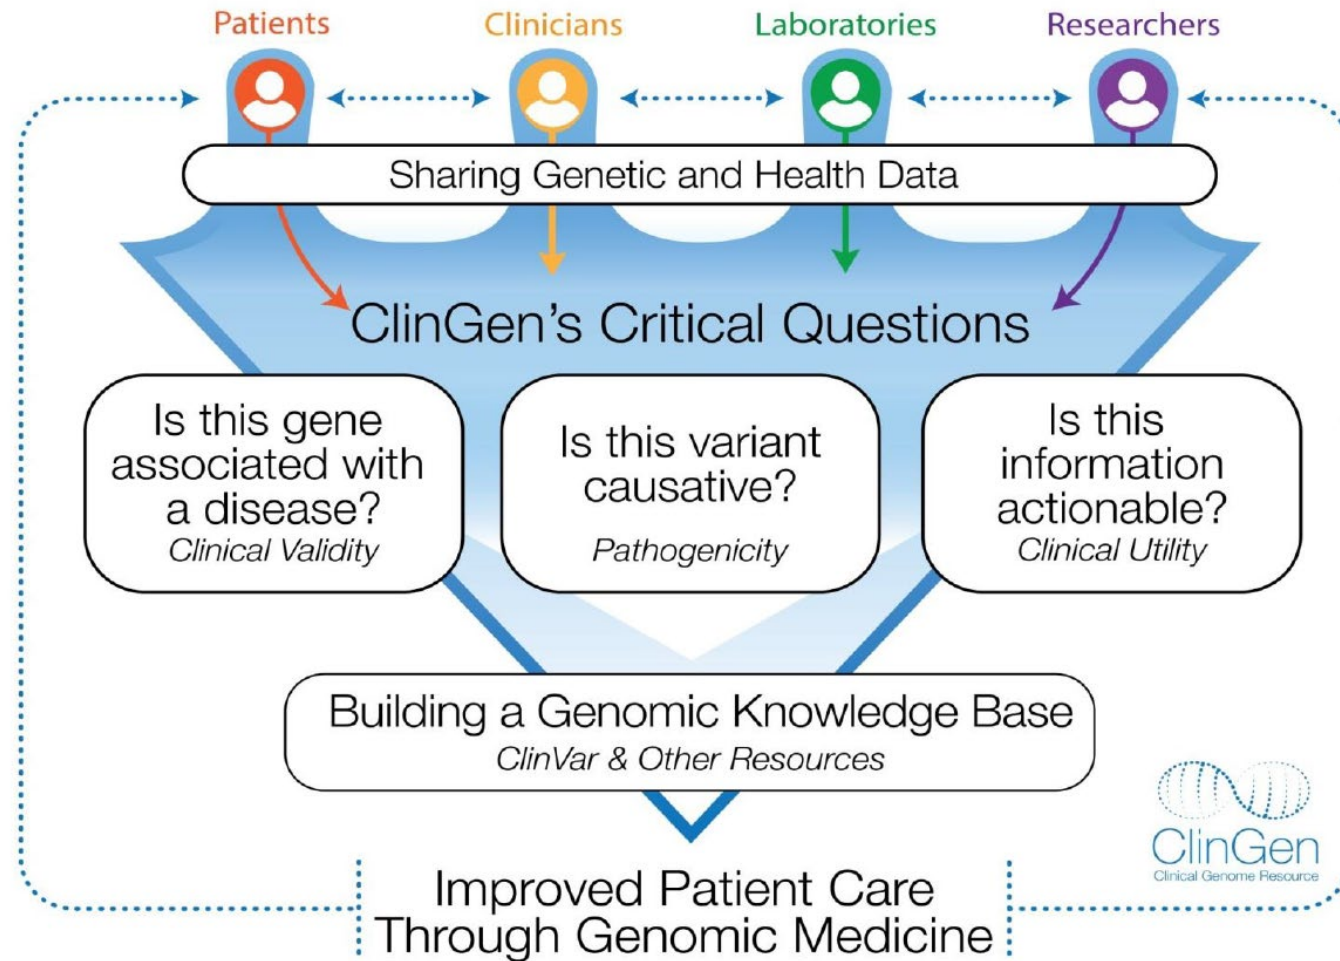 Patients
Clinicians
Laboratories
Researchers
Sharing Genetic and Health Data
ClinGen’s Critical Questions
Is this gene
associated with
a disease?
Clinical Validity
Is this variant
causative?
Pathogenicity
Is this
information
actionable?
Clinical Utility
Building a Genomic Knowledge Base
ClinVar & Other Resources
ClinGen
Clinical Genome Resource
Improved Patient Care
Through Genomic Medicine